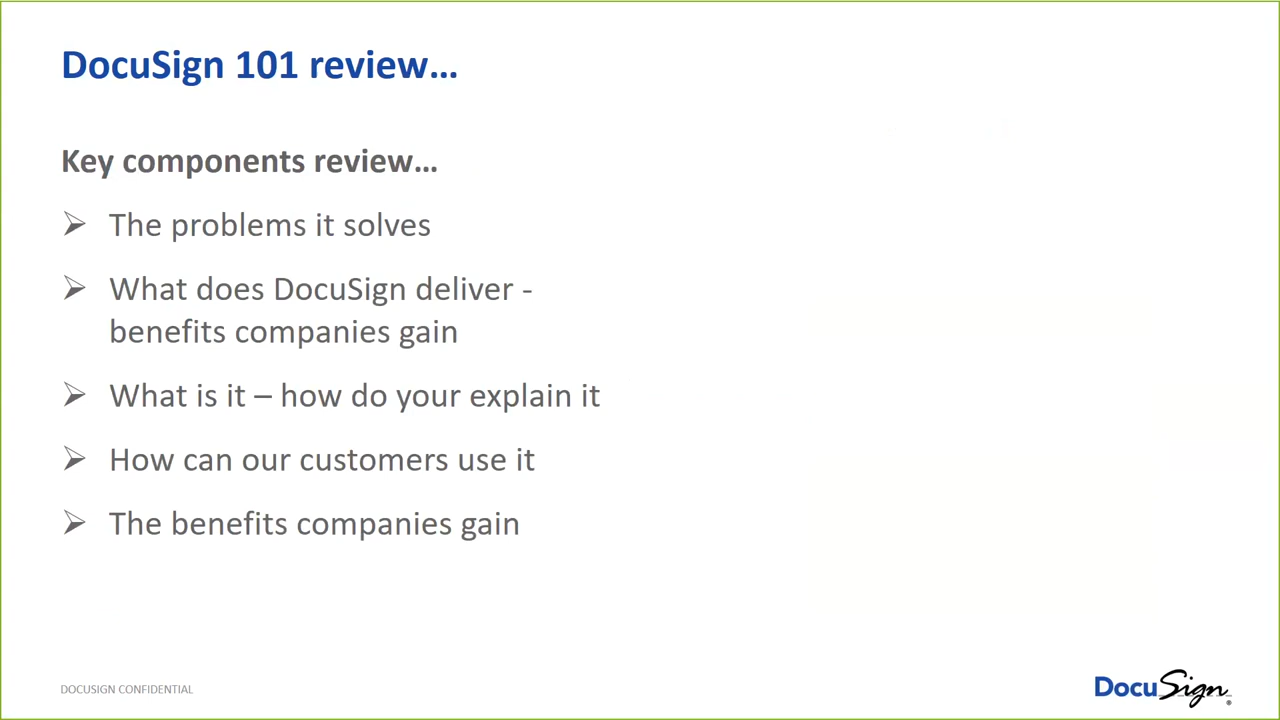 DocuSign 101 review…
Key components review…
➢ The problems it solves
➢ What does DocuSign deliver -
benefits companies gain
➢ What is it – how do your explain it
➢ How can our customers use it
➢ The benefits companies gain
DOCUSIGN CONFIDENTIAL
DocuSign®